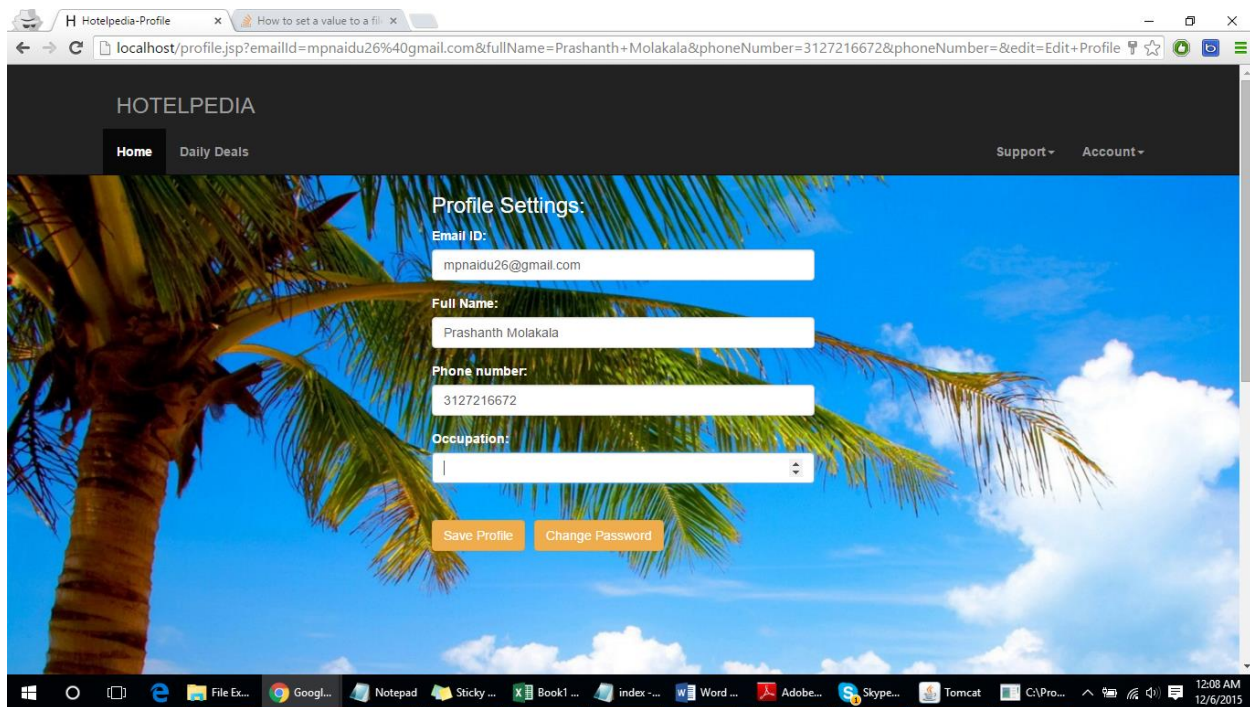 H Hotelpedia-Profile
How to set a value to a fil
localhost/profile.jsp?emailId=mpnaidu26%40gmail.com&fullName=Prashanth+Molakala&phoneNumber=3127216672&phoneNumber=&edit=Edit+Profile
HOTELPEDIA
Home Daily Deals Support Account
Profile Settings:
Email ID:
mpnaidu26@gmail.com
Full Name:
Prashanth Molakala
Phone number:
3127216672
Occupation:
Save Profile Change Password
File Ex... Googl... Notepad Sticky ... Book1 ... index -... Word ... Adobe... Skype... Tomcat C:\Pro... 12:08 AM
12/6/2015